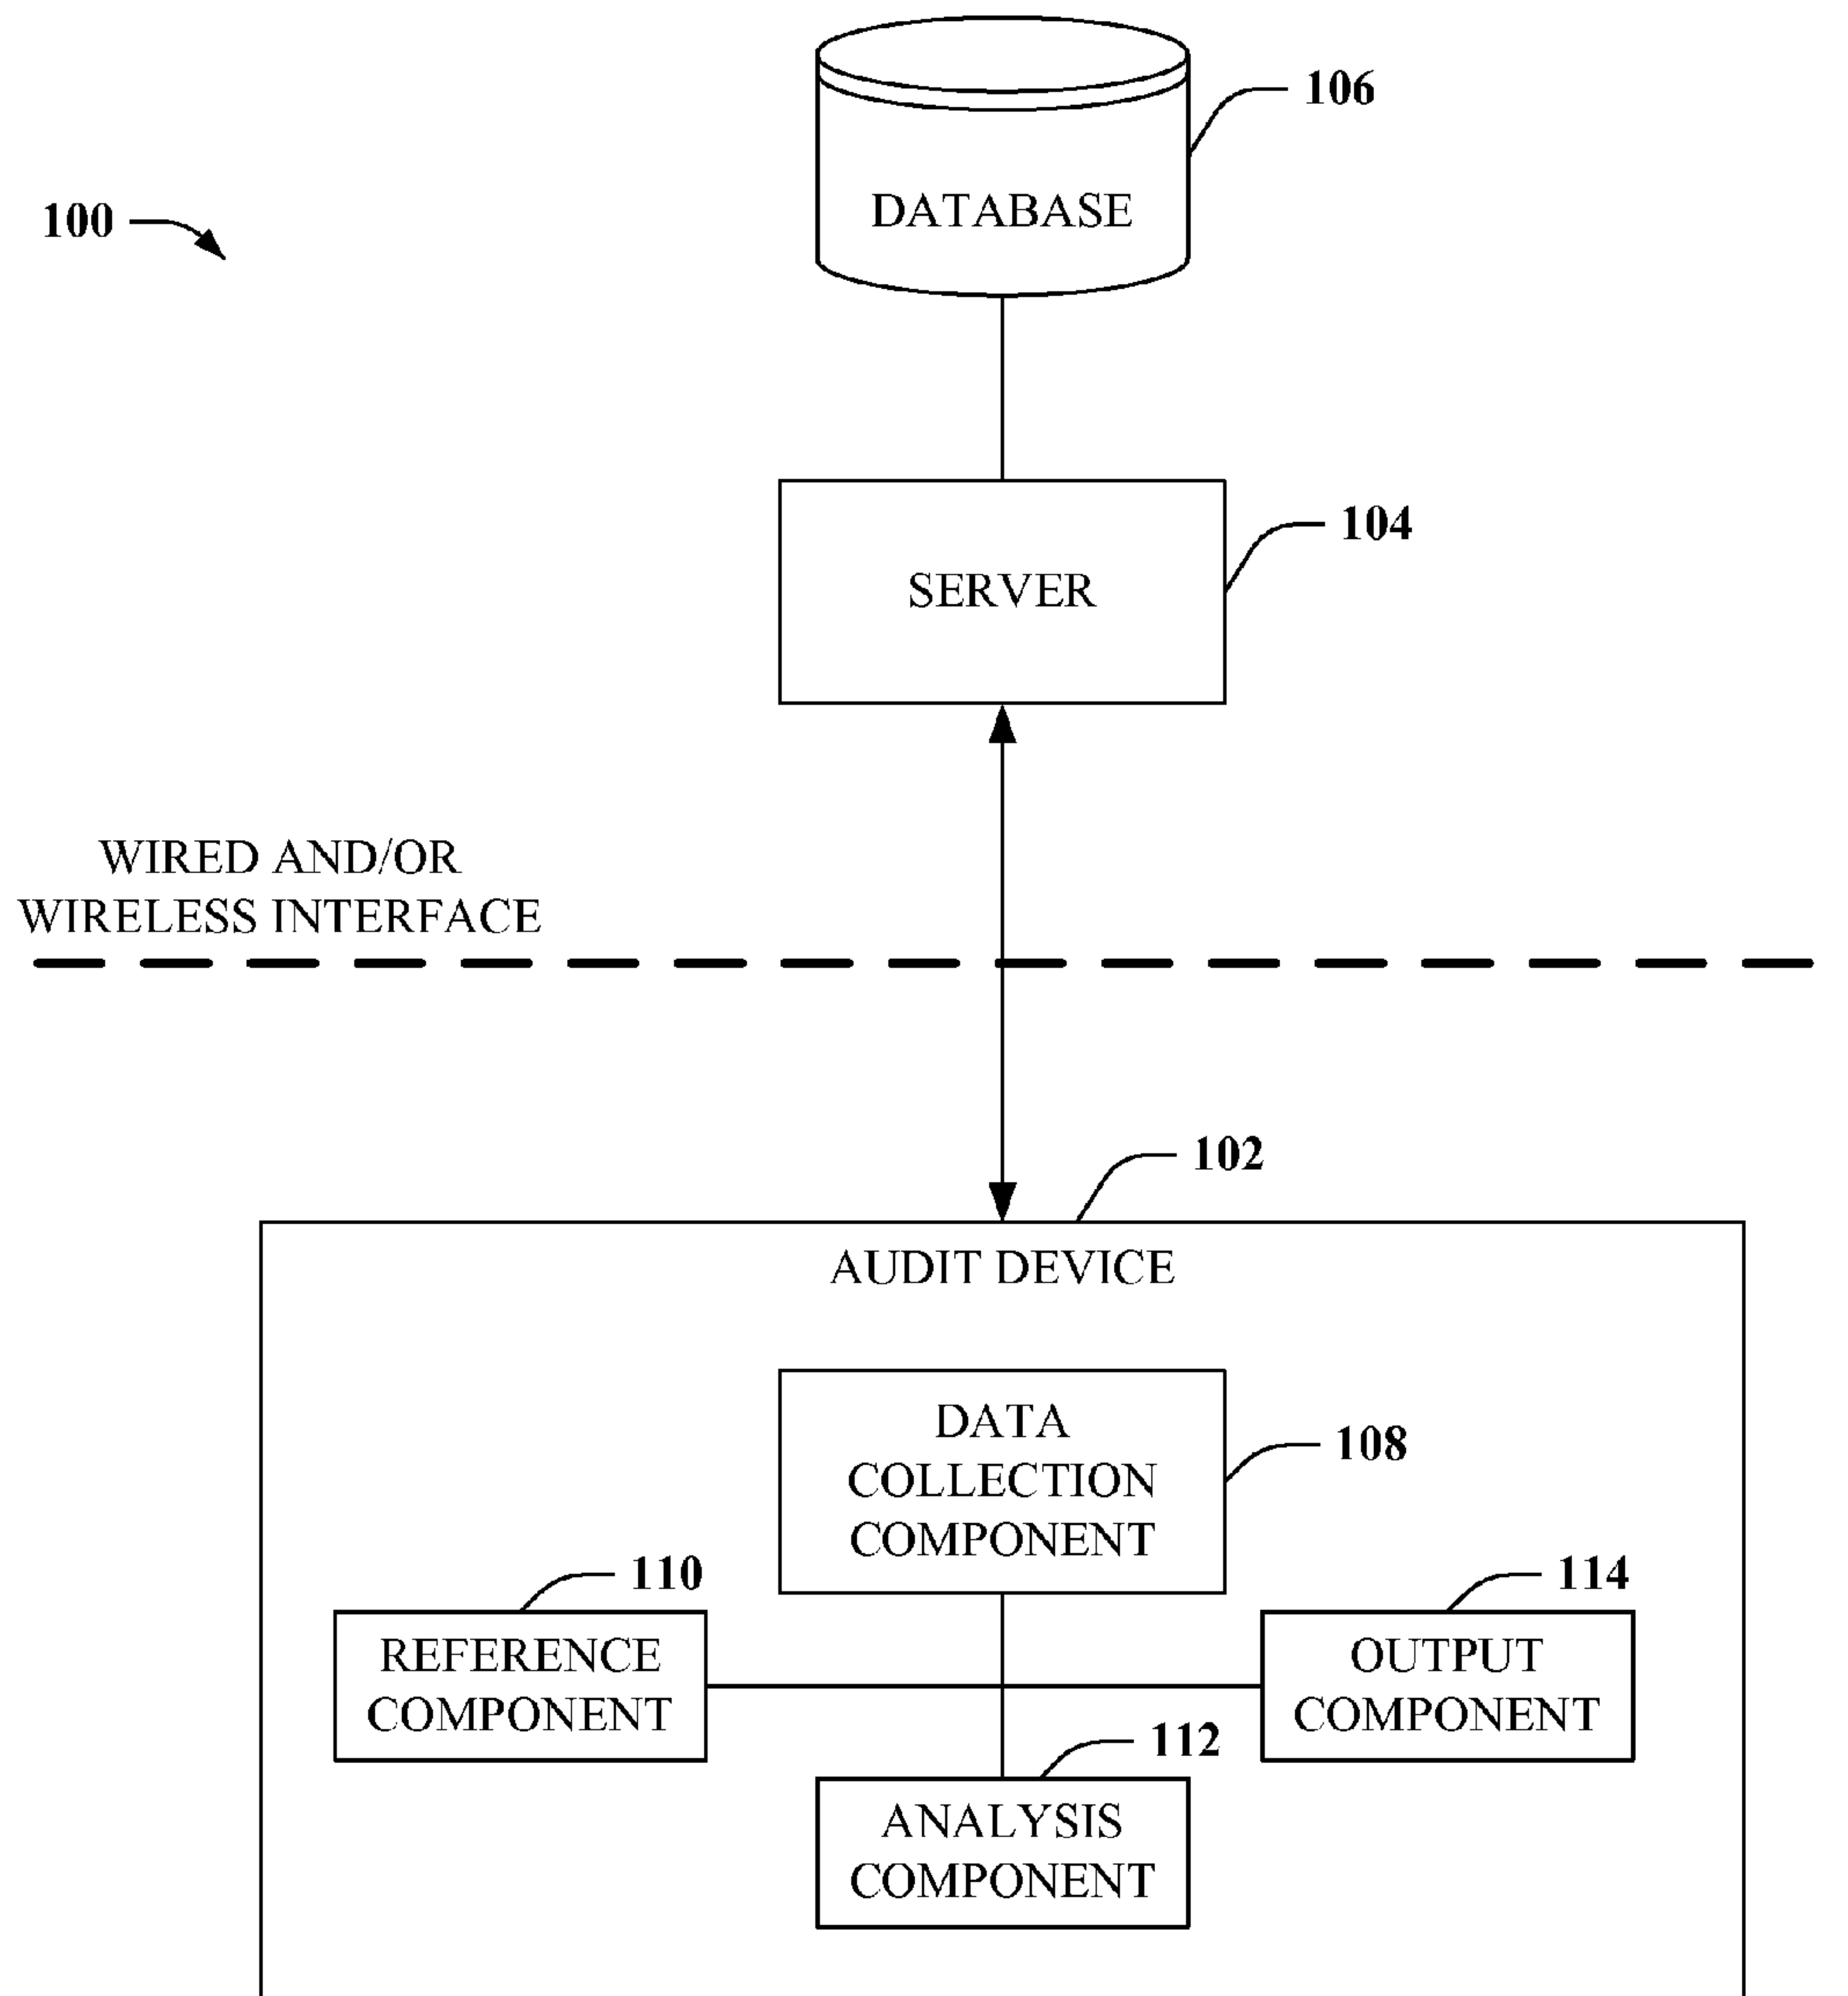 106
DATABASE
100
104
SERVER
WIRED AND/OR
WIRELESS INTERFACE
102
AUDIT DEVICE
DATA
COLLECTION
COMPONENT
108
110
REFERENCE
COMPONENT
114
OUTPUT
COMPONENT
112
ANALYSIS
COMPONENT